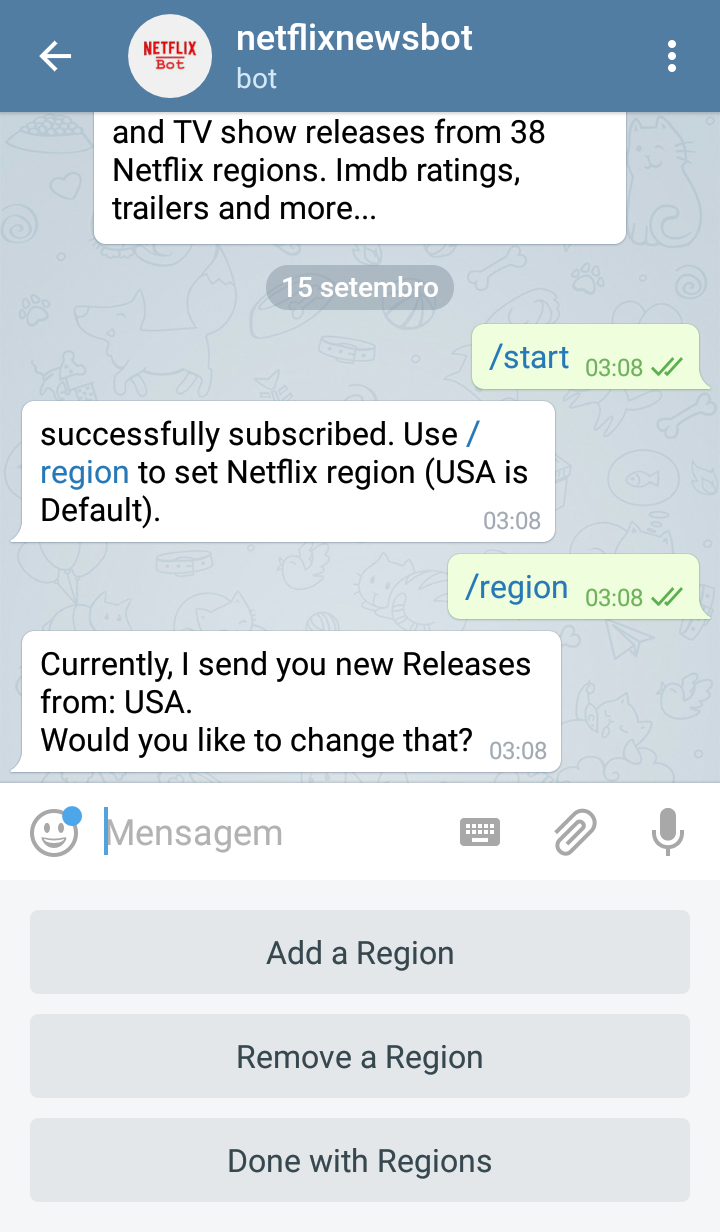 netflixnewsbot
bot
NETFLIX
Bot
and TV show releases from 38
Netflix regions. Imdb ratings,
trailers and more...
15 setembro
/start 03:08
successfully subscribed. Use /
region to set Netflix region (USA is
Default). 03:08
/region 03:08
Currently, I send you new Releases
from: USA.
Would you like to change that? 03:08
Mensagem
Add a Region
Remove a Region
Done with Regions